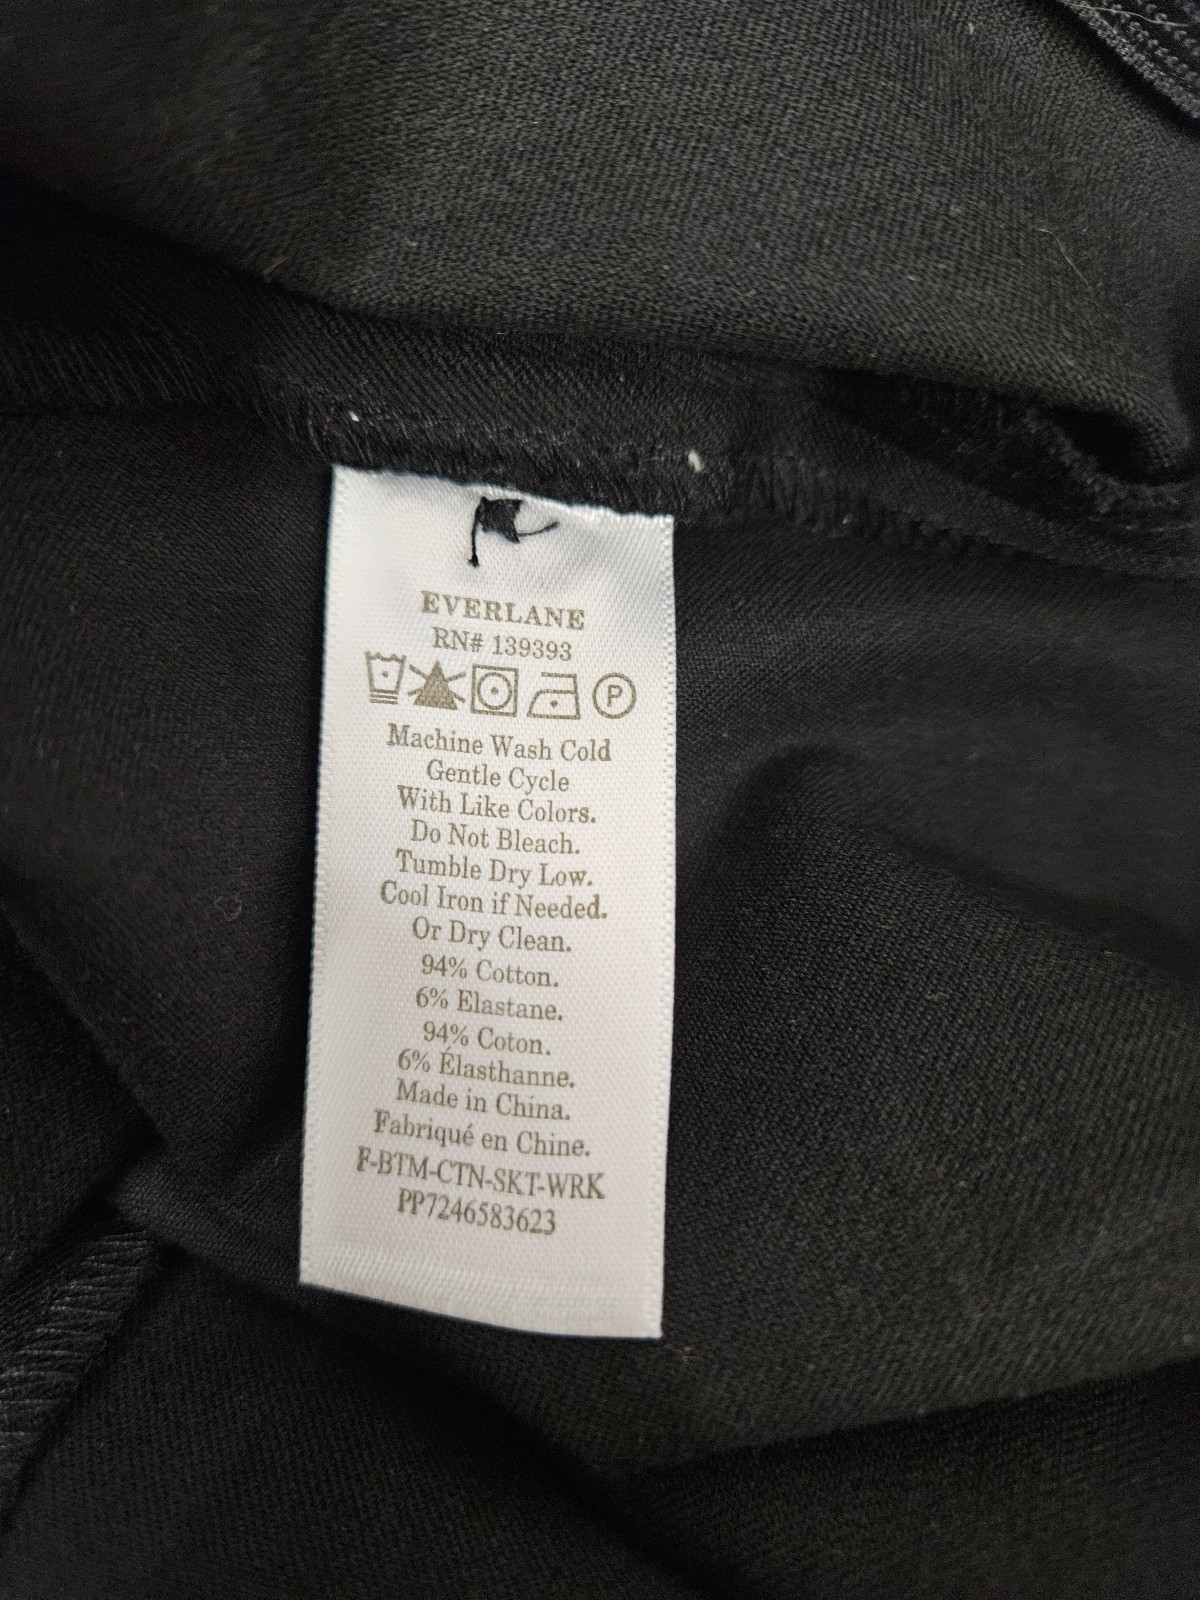 EVERLANE
RN# 139393
P
Machine Wash Cold
Gentle Cycle
With Like Colors.
Do Not Bleach.
Tumble Dry Low.
Cool Iron if Needed.
Or Dry Clean.
94% Cotton.
6% Elastane.
94% Coton.
6% Élasthanne.
Made in China.
Fabriqué en Chine.
F-BTM-CTN-SKT-WRK
PP7246583623